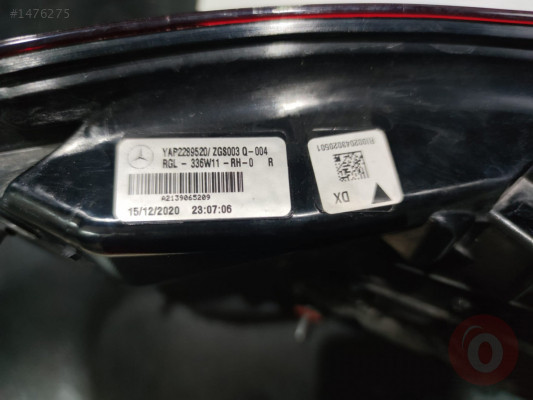 #1476275
YAP2289520/ ZGS003 Q-004
RGL - 336W11 -RH-0 R
A2139065209
15/12/2020 23:07:06
DX